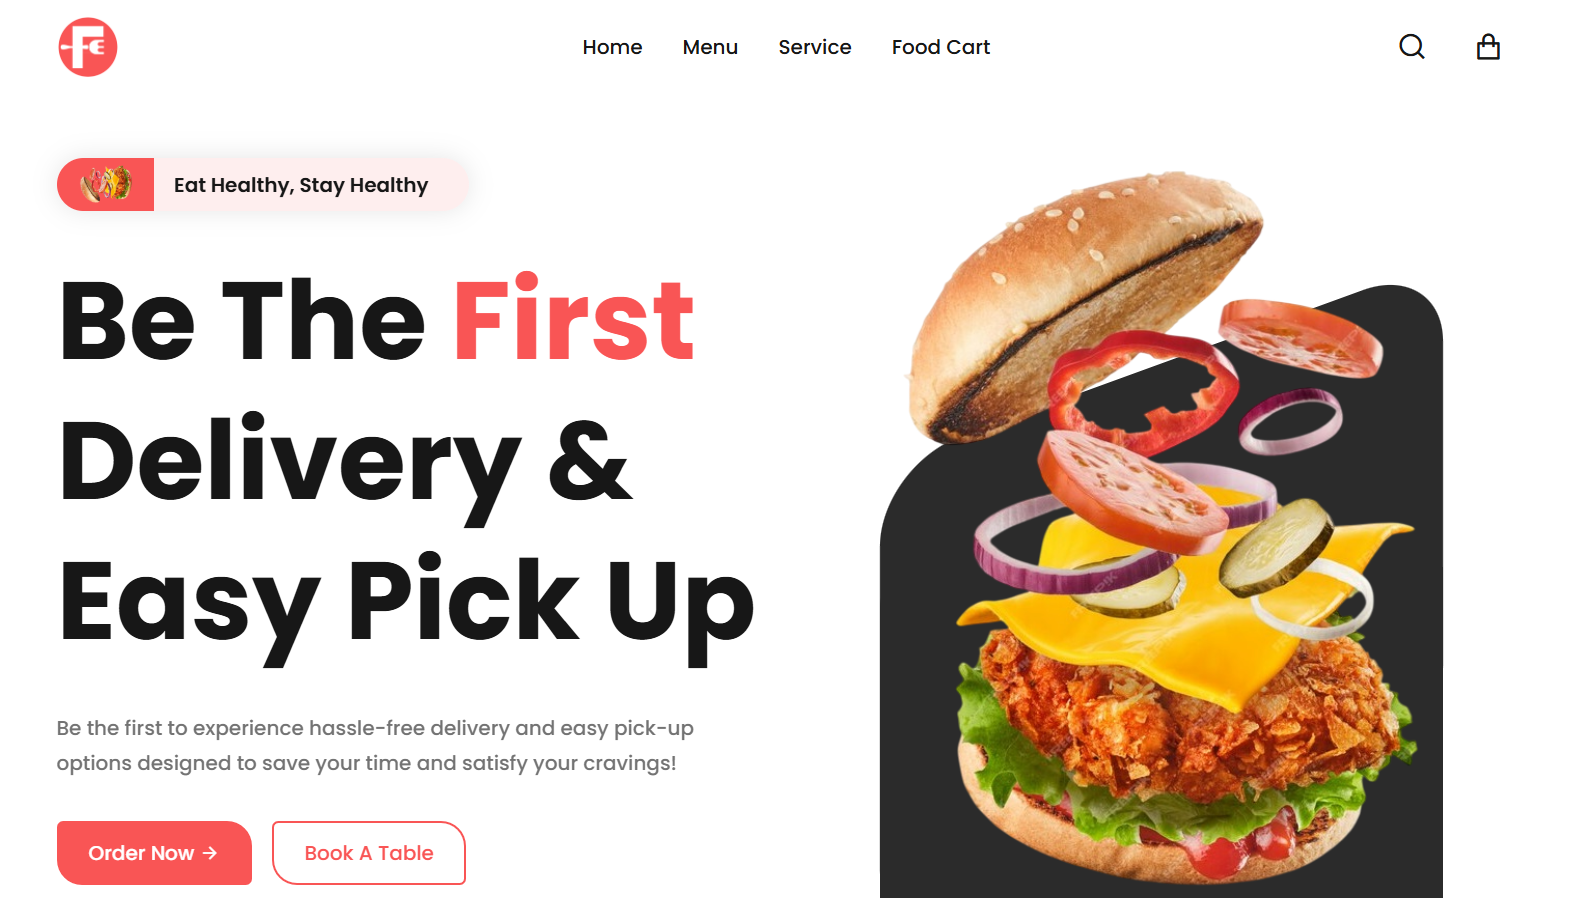 Fe
Home Menu Service Food Cart
Eat Healthy, Stay Healthy
Be The First
Delivery &
Easy Pick Up
Be the first to experience hassle-free delivery and easy pick-up
options designed to save your time and satisfy your cravings!
Order Now →
Book A Table